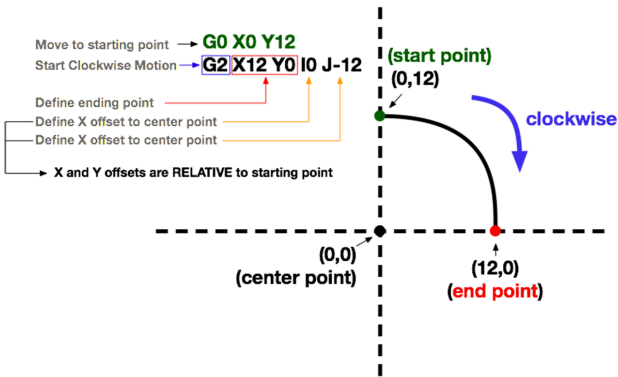 Move to starting point
G0 X0 Y12
Start Clockwise Motion
G2 X12 Y0 I0 J-12
Define ending point
Define X offset to center point
Define X offset to center point
X and Y offsets are RELATIVE to starting point
(start point)
(0,12)
clockwise
(0,0)
(center point)
(12,0)
(end point)